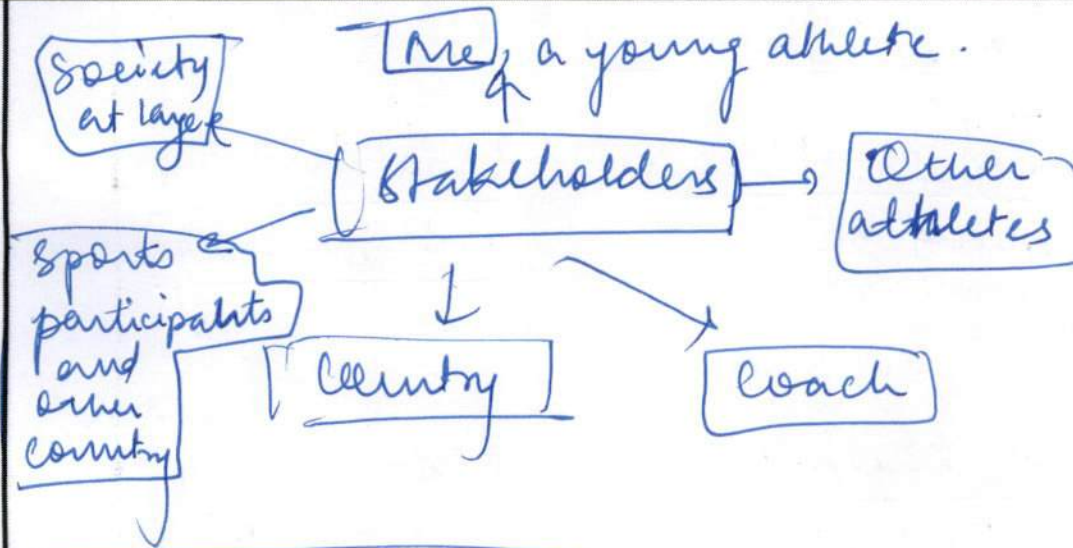 Me, a young athlete.
Society
at large
Stakeholders
Other
athletes
Sports
participants
and
other
country
Country
Coach